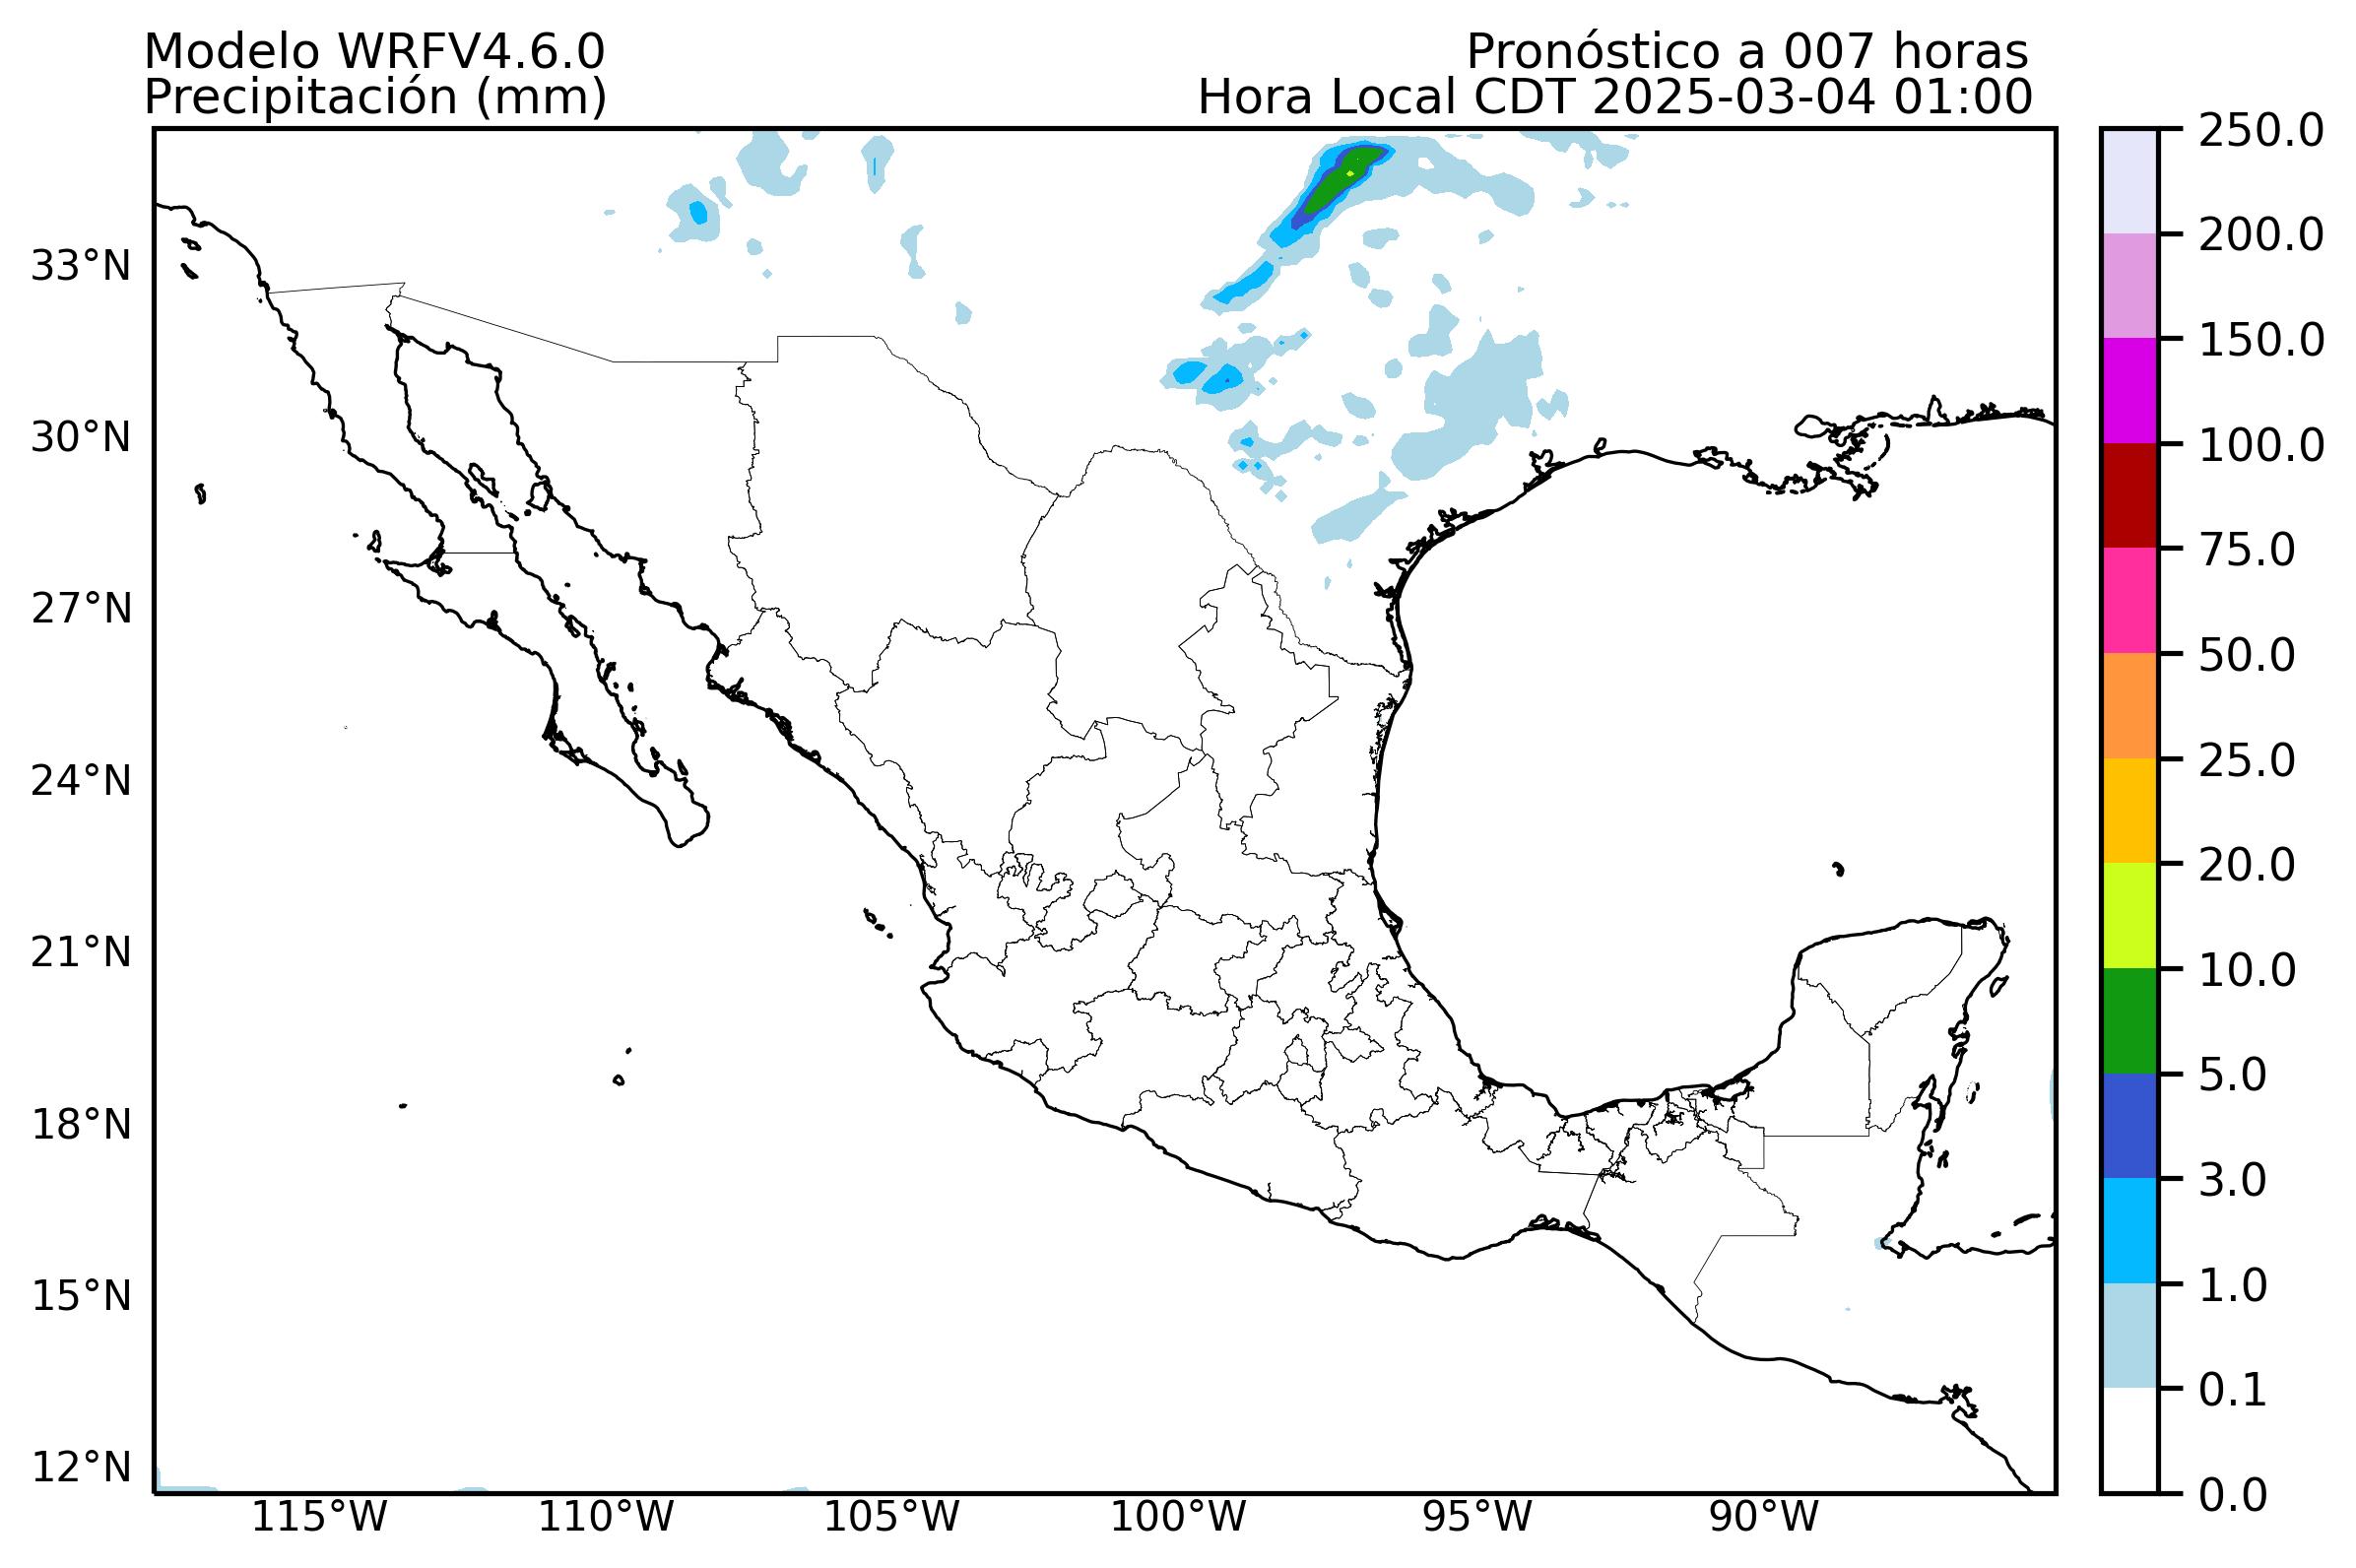 Modelo WRFV4.6.0
Precipitación (mm)
Pronóstico a 007 horas
Hora Local CDT 2025-03-04 01:00
33°N
30°N
27°N
24°N
21°N
18°N
15°N
12°N
115°W
110°W
105°W
100°W
95°W
90°W
250.0
200.0
150.0
100.0
75.0
50.0
25.0
20.0
10.0
5.0
3.0
1.0
0.1
0.0